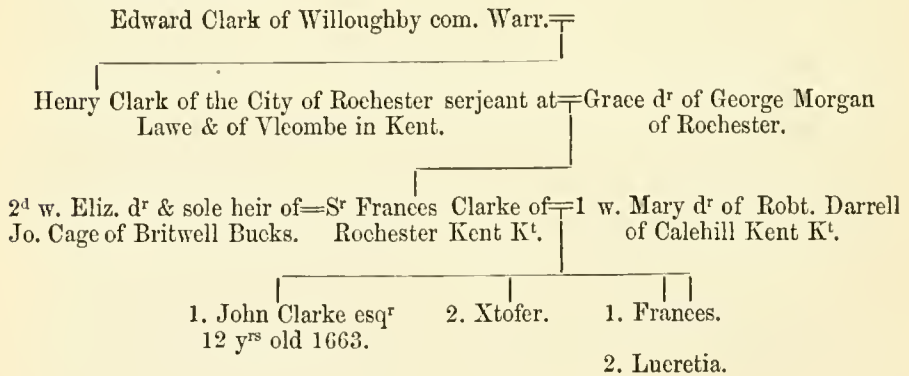 Edward Clark of Willoughby com. Warr.
Henry Clark of the City of Rochester serjeant at Grace dʳ of George Morgan
Lawe & of Vlcombe in Kent. of Rochester.
2ᵈ w. Eliz. dʳ & sole heir of Sʳ Frances Clarke of 1 w. Mary dʳ of Robt. Darrell
Jo. Cage of Britwell Bucks. Rochester Kent Kᵗ. of Calehill Kent Kᵗ.
1. John Clarke esqʳ 2. Xtofer. 1. Frances.
12 yʳˢ old 1663.
2. Lucretia.